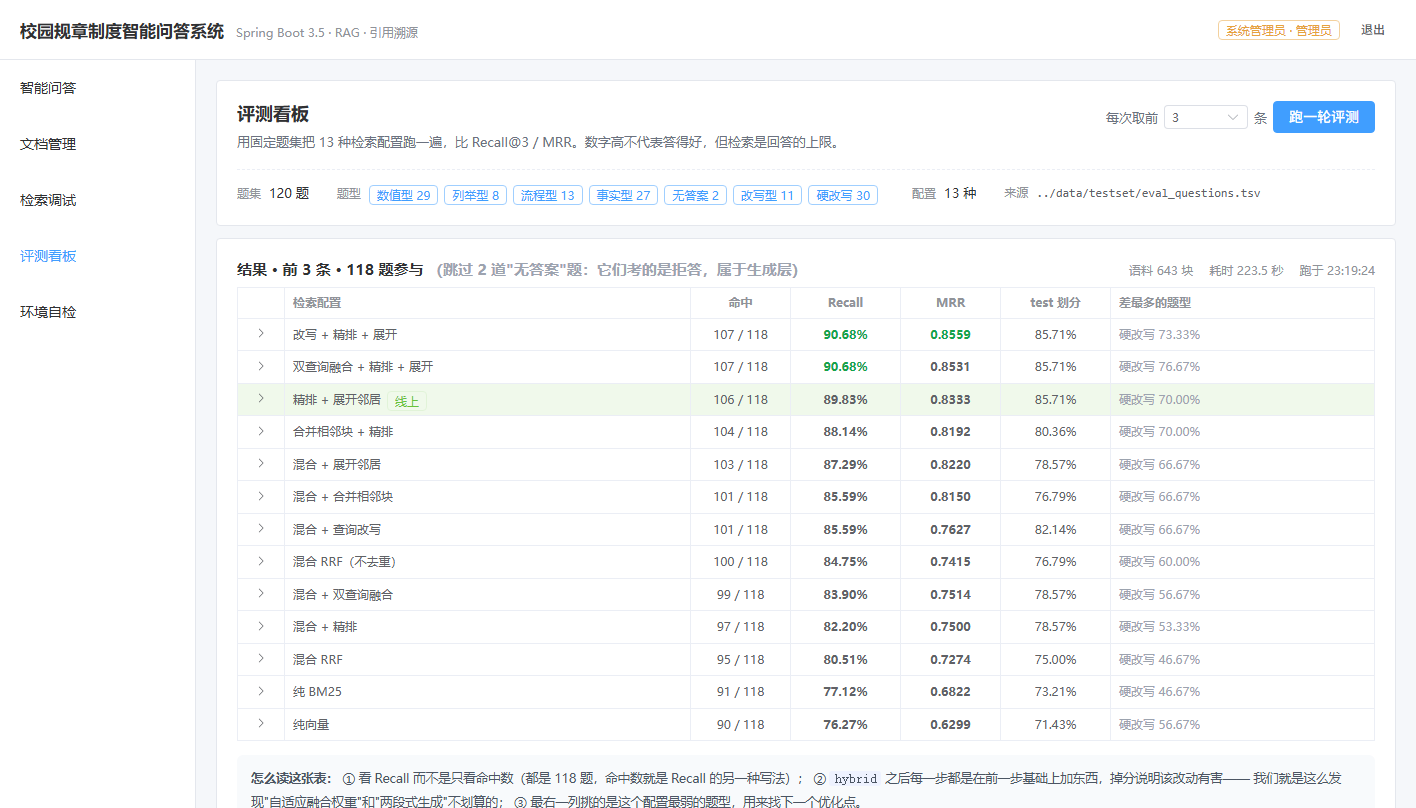 校园规章制度智能问答系统 Spring Boot 3.5 · RAG · 引用溯源 系统管理员 · 管理员 退出
智能问答
文档管理
检索调试
评测看板
环境自检
评测看板
每次取前 3 条 跑一轮评测
用固定题集把 13 种检索配置跑一遍，比 Recall@3 / MRR。数字高不代表答得好，但检索是回答的上限。
题集 120 题 题型 数值型 29 列举型 8 流程型 13 事实型 27 无答案 2 改写型 11 硬改写 30 配置 13 种 来源 ../data/testset/eval_questions.tsv
结果 • 前 3 条 • 118 题参与 （跳过 2 道"无答案"题：它们考的是拒答，属于生成层） 语料 643 块 耗时 223.5 秒 跑于 23:19:24
检索配置 命中 Recall MRR test 划分 差最多的题型
改写 + 精排 + 展开 107 / 118 90.68% 0.8559 85.71% 硬改写 73.33%
双查询融合 + 精排 + 展开 107 / 118 90.68% 0.8531 85.71% 硬改写 76.67%
精排 + 展开邻居 线上 106 / 118 89.83% 0.8333 85.71% 硬改写 70.00%
合并相邻块 + 精排 104 / 118 88.14% 0.8192 80.36% 硬改写 70.00%
混合 + 展开邻居 103 / 118 87.29% 0.8220 78.57% 硬改写 66.67%
混合 + 合并相邻块 101 / 118 85.59% 0.8150 76.79% 硬改写 66.67%
混合 + 查询改写 101 / 118 85.59% 0.7627 82.14% 硬改写 66.67%
混合 RRF（不去重） 100 / 118 84.75% 0.7415 76.79% 硬改写 60.00%
混合 + 双查询融合 99 / 118 83.90% 0.7514 78.57% 硬改写 56.67%
混合 + 精排 97 / 118 82.20% 0.7500 78.57% 硬改写 53.33%
混合 RRF 95 / 118 80.51% 0.7274 75.00% 硬改写 46.67%
纯 BM25 91 / 118 77.12% 0.6822 73.21% 硬改写 46.67%
纯向量 90 / 118 76.27% 0.6299 71.43% 硬改写 56.67%
怎么读这张表： ① 看 Recall 而不是只看命中数（都是 118 题，命中数就是 Recall 的另一种写法）； ② hybrid 之后每一步都是在前一步基础上加东西，掉分说明该改动有害—— 我们就是这么发
现"自适应融合权重"和"两段式生成"不划算的； ③ 最右一列挑的是这个配置最弱的题型，用来找下一个优化点。